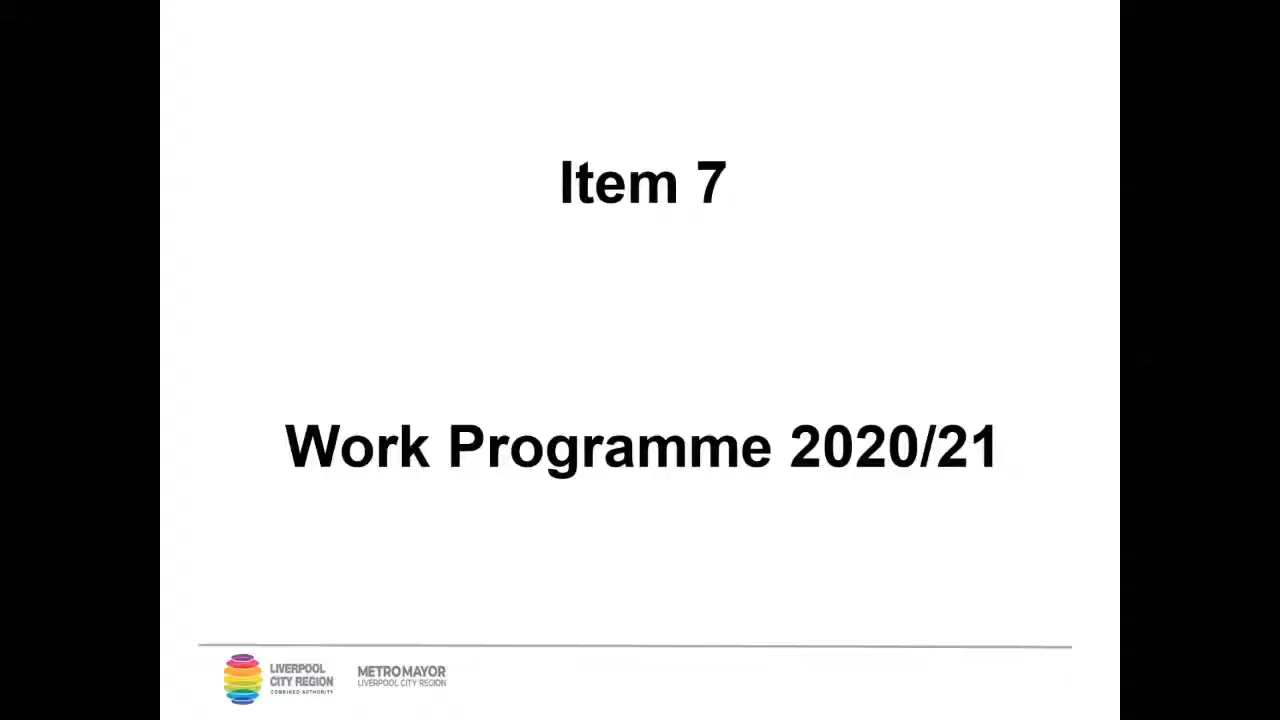 Item 7
Work Programme 2020/21
LIVERPOOL
CITY REGION
COMBINED AUTHORITY
METRO MAYOR
LIVERPOOL CITY REGION